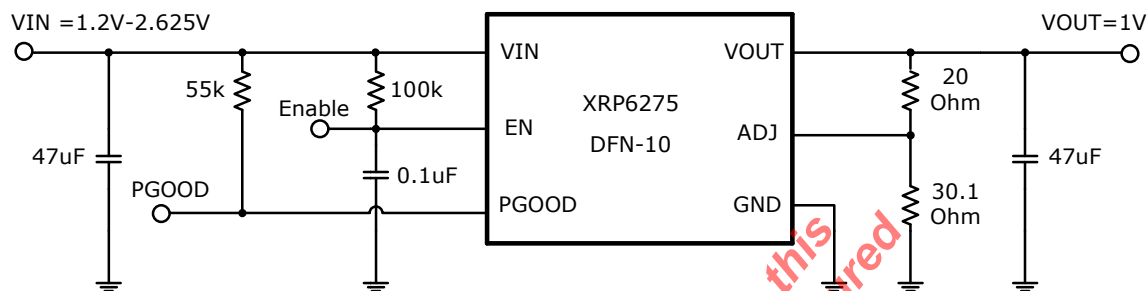 VIN =1.2V-2.625V
VOUT=1V
VIN
VOUT
55k
100k
20
Ohm
XRP6275
DFN-10
Enable
EN
ADJ
47uF
0.1uF
47uF
PGOOD
PGOOD
GND
30.1
Ohm
this